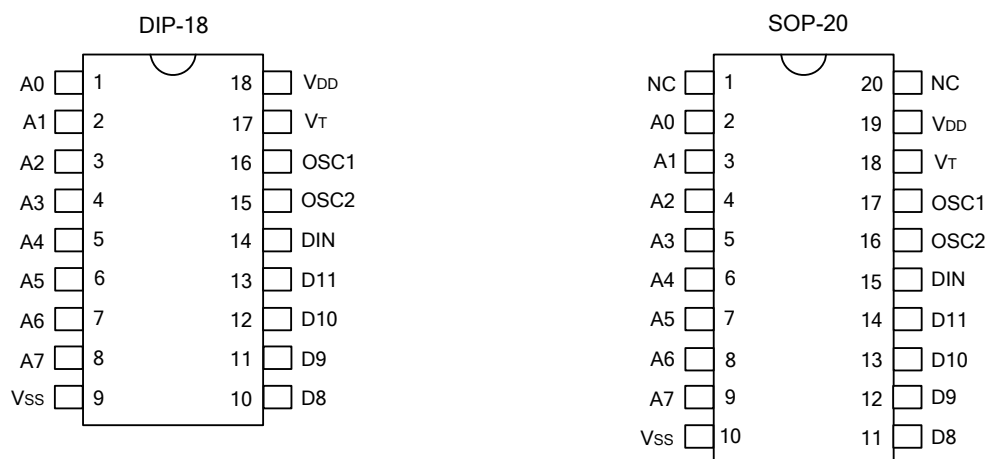 DIP-18
A0 1 18 VDD
A1 2 17 VT
A2 3 16 OSC1
A3 4 15 OSC2
A4 5 14 DIN
A5 6 13 D11
A6 7 12 D10
A7 8 11 D9
Vss 9 10 D8
SOP-20
NC 1 20 NC
A0 2 19 VDD
A1 3 18 VT
A2 4 17 OSC1
A3 5 16 OSC2
A4 6 15 DIN
A5 7 14 D11
A6 8 13 D10
A7 9 12 D9
Vss 10 11 D8